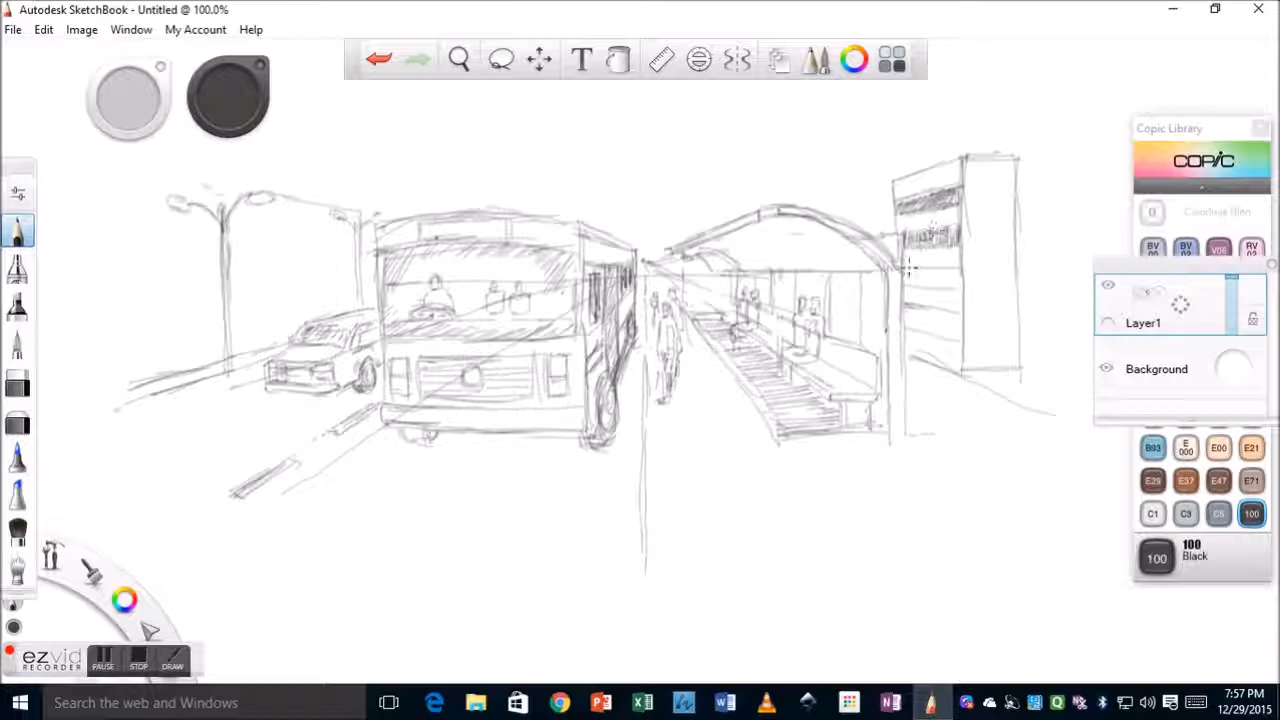 Autodesk SketchBook - Untitled @ 100.0%
File Edit Image Window My Account Help
T
Copic Library
COPIC
0
BV BV V06 RV
00 02 02
Layer1
Background
B93 E E00 E21
000
E29 E37 E47 E71
C1 C3 C5 100
100 100
Black
ezvid
RECORDER
PAUSE STOP DRAW
Search the web and Windows
7:57 PM
12/29/2015